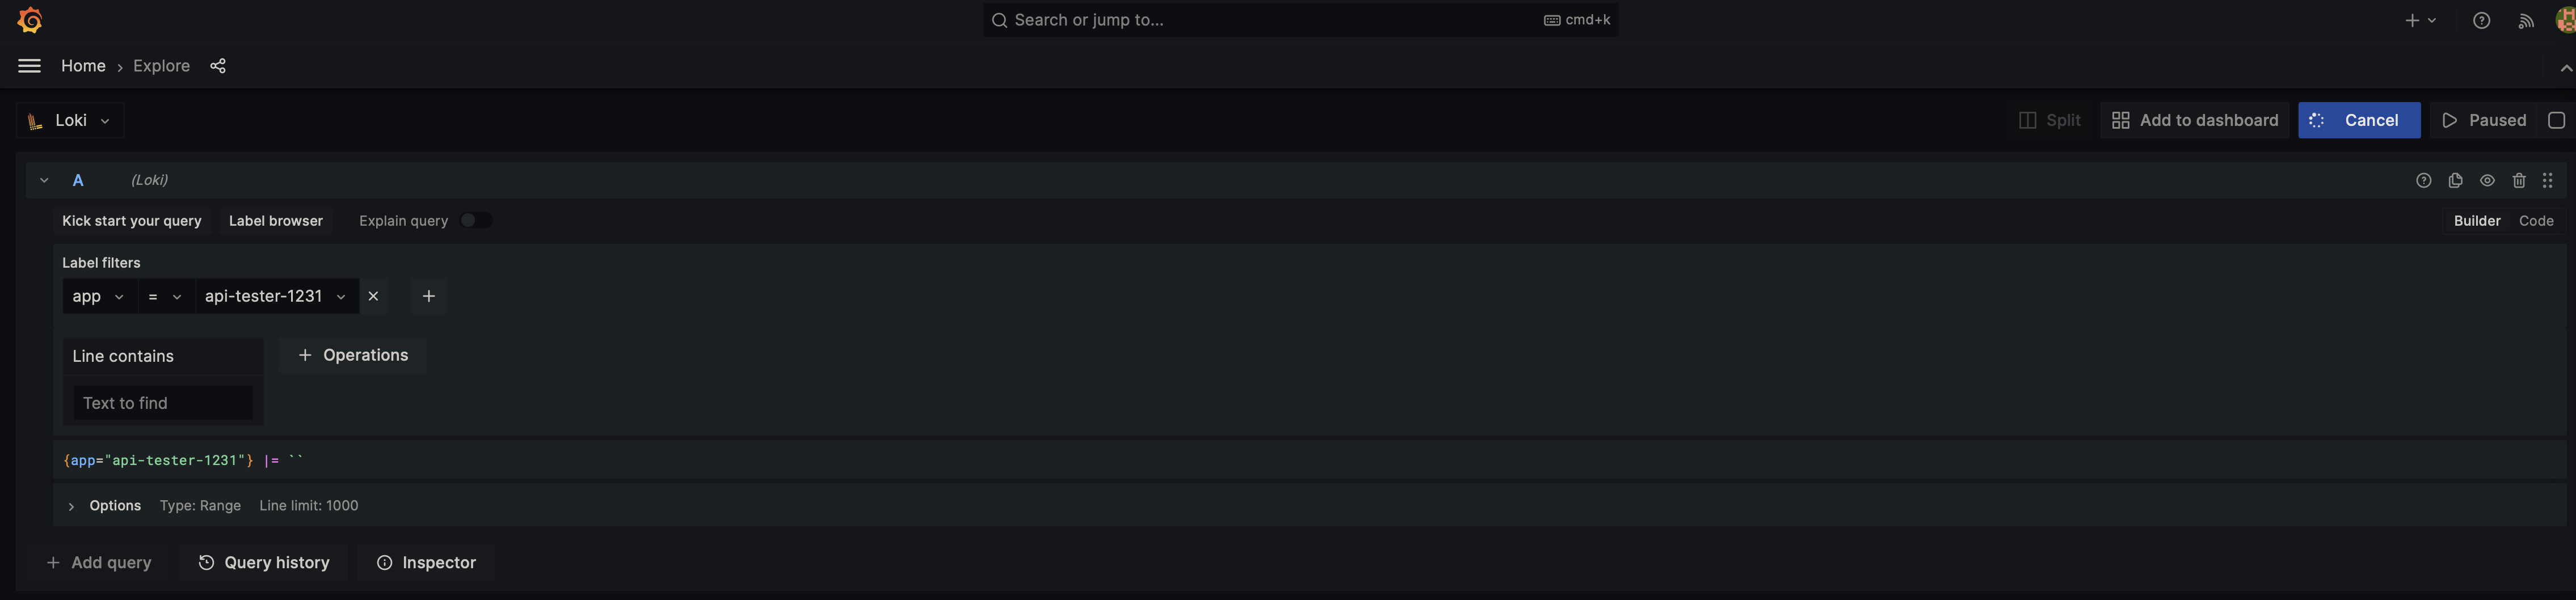 Search or jump to... cmd+k
Home › Explore
Loki Split Add to dashboard Cancel Paused
A (Loki)
Kick start your query Label browser Explain query Builder Code
Label filters
app = api-tester-1231
Line contains + Operations
Text to find
{app="api-tester-1231"} |= ``
Options Type: Range Line limit: 1000
+ Add query Query history Inspector